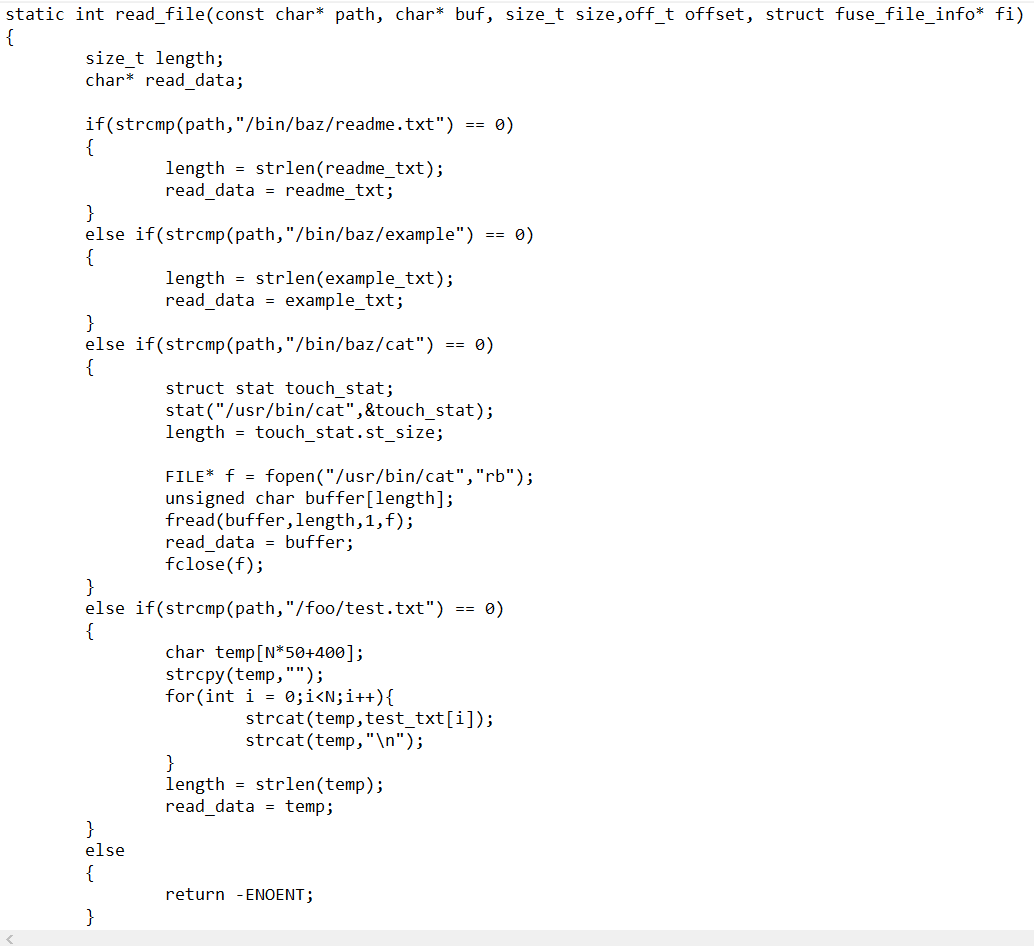 static int read_file(const char* path, char* buf, size_t size,off_t offset, struct fuse_file_info* fi)
{
        size_t length;
        char* read_data;

        if(strcmp(path,"/bin/baz/readme.txt") == 0)
        {
                length = strlen(readme_txt);
                read_data = readme_txt;
        }
        else if(strcmp(path,"/bin/baz/example") == 0)
        {
                length = strlen(example_txt);
                read_data = example_txt;
        }
        else if(strcmp(path,"/bin/baz/cat") == 0)
        {
                struct stat touch_stat;
                stat("/usr/bin/cat",&touch_stat);
                length = touch_stat.st_size;

                FILE* f = fopen("/usr/bin/cat","rb");
                unsigned char buffer[length];
                fread(buffer,length,1,f);
                read_data = buffer;
                fclose(f);
        }
        else if(strcmp(path,"/foo/test.txt") == 0)
        {
                char temp[N*50+400];
                strcpy(temp,"");
                for(int i = 0;i<N;i++){
                        strcat(temp,test_txt[i]);
                        strcat(temp,"\n");
                }
                length = strlen(temp);
                read_data = temp;
        }
        else
        {
                return -ENOENT;
        }